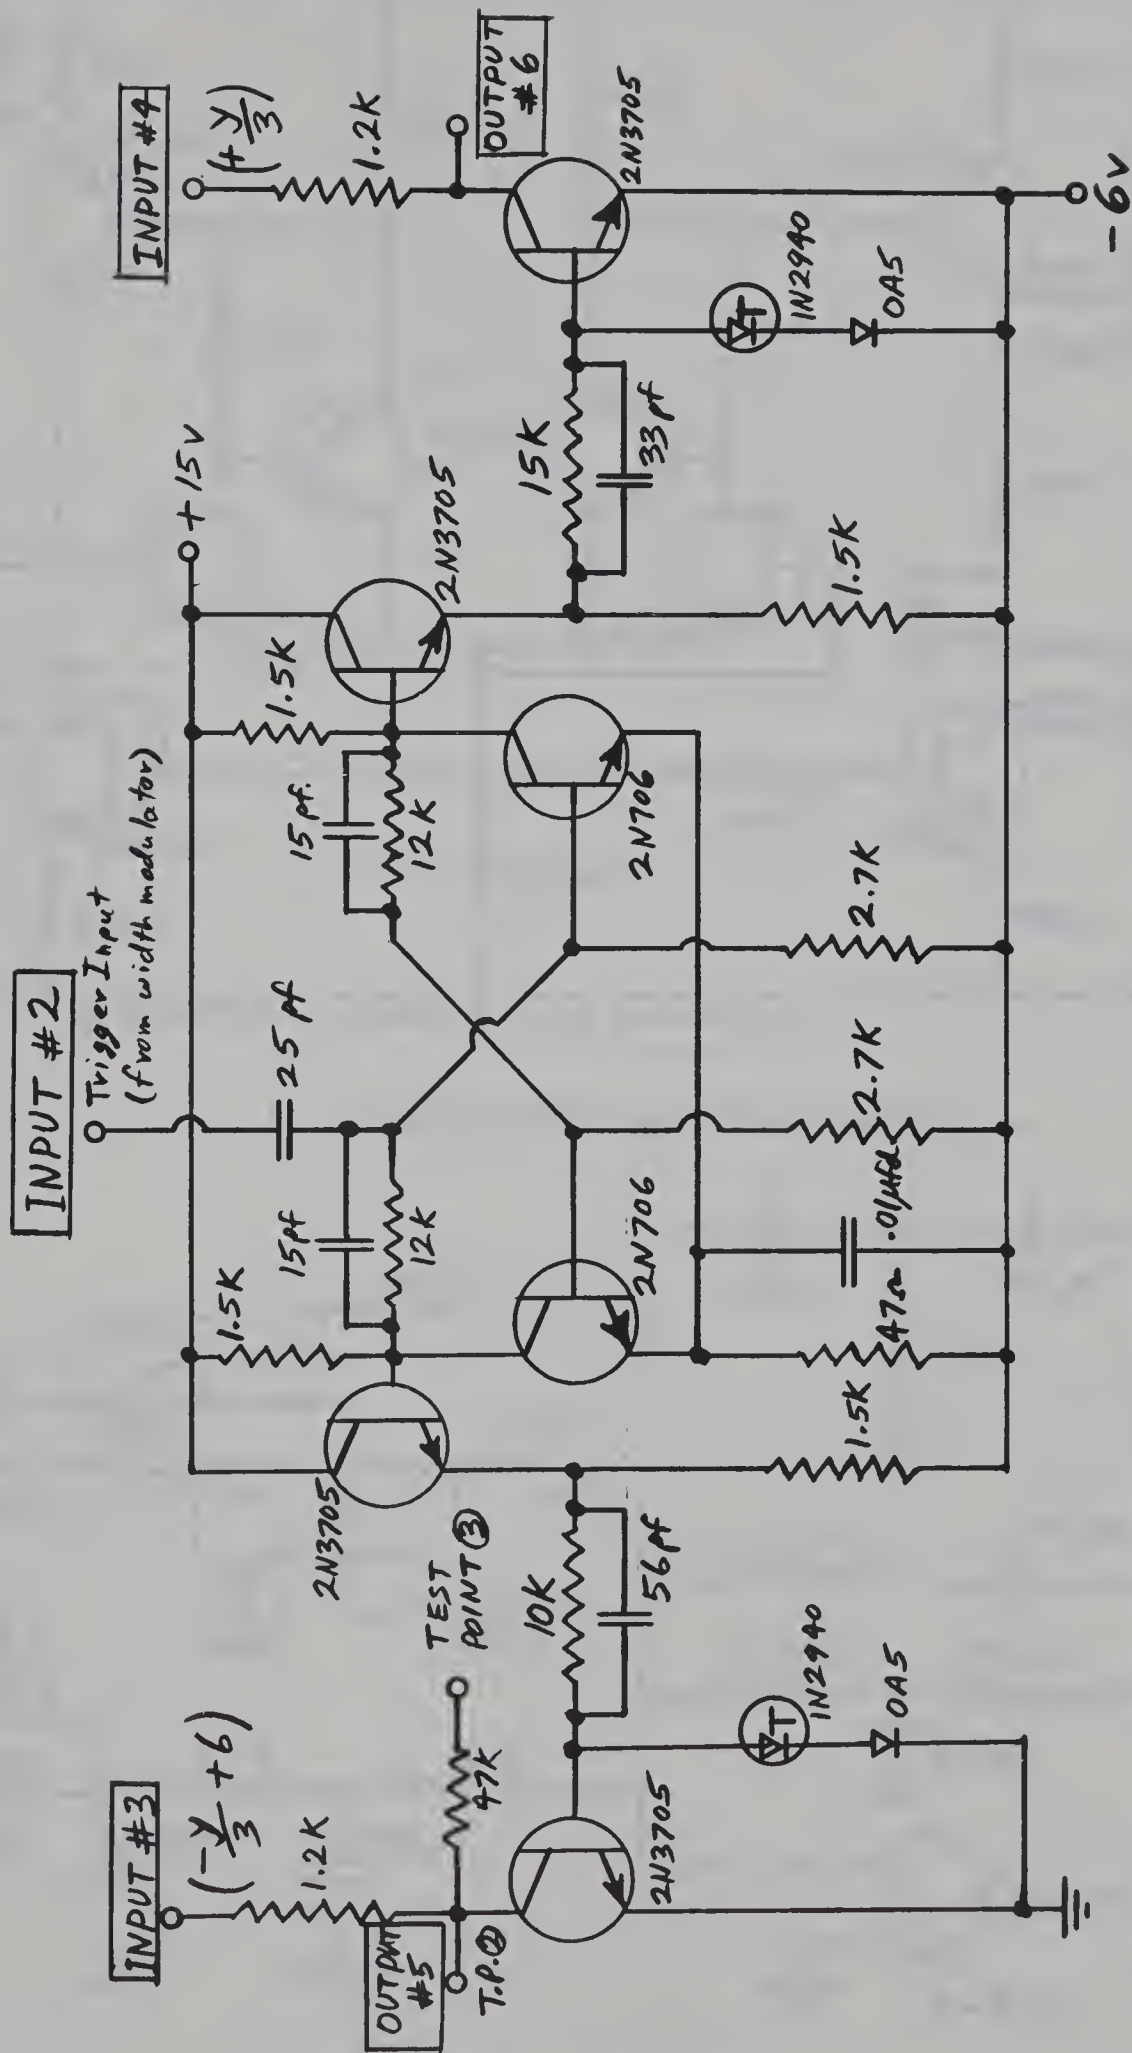 INPUT #2
Trigger Input
(from width modulator)
25 pf
INPUT #3
(-y/3 + 6)
1.2K
OUTPUT
#5
T.P.②
47K
TEST
POINT③
2N3705
2N3705
10K
56pf
1N2940
T
OA5
1.5K
15pf
12K
2N706
1.5K
47Ω
.01µfd
2.7K
2.7K
15pf.
12K
1.5K
2N706
2N3705
+15v
15K
33pf
1.5K
INPUT #4
(+ y/3)
1.2K
OUTPUT
#6
2N3705
1N2940
T
OA5
-6v